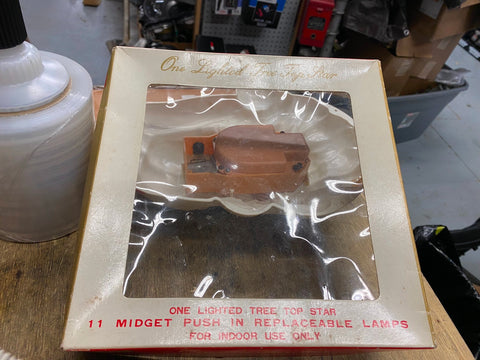 One Lighted Tree Top Star
ONE LIGHTED TREE TOP STAR
11 MIDGET PUSH IN REPLACEABLE LAMPS
FOR INDOOR USE ONLY